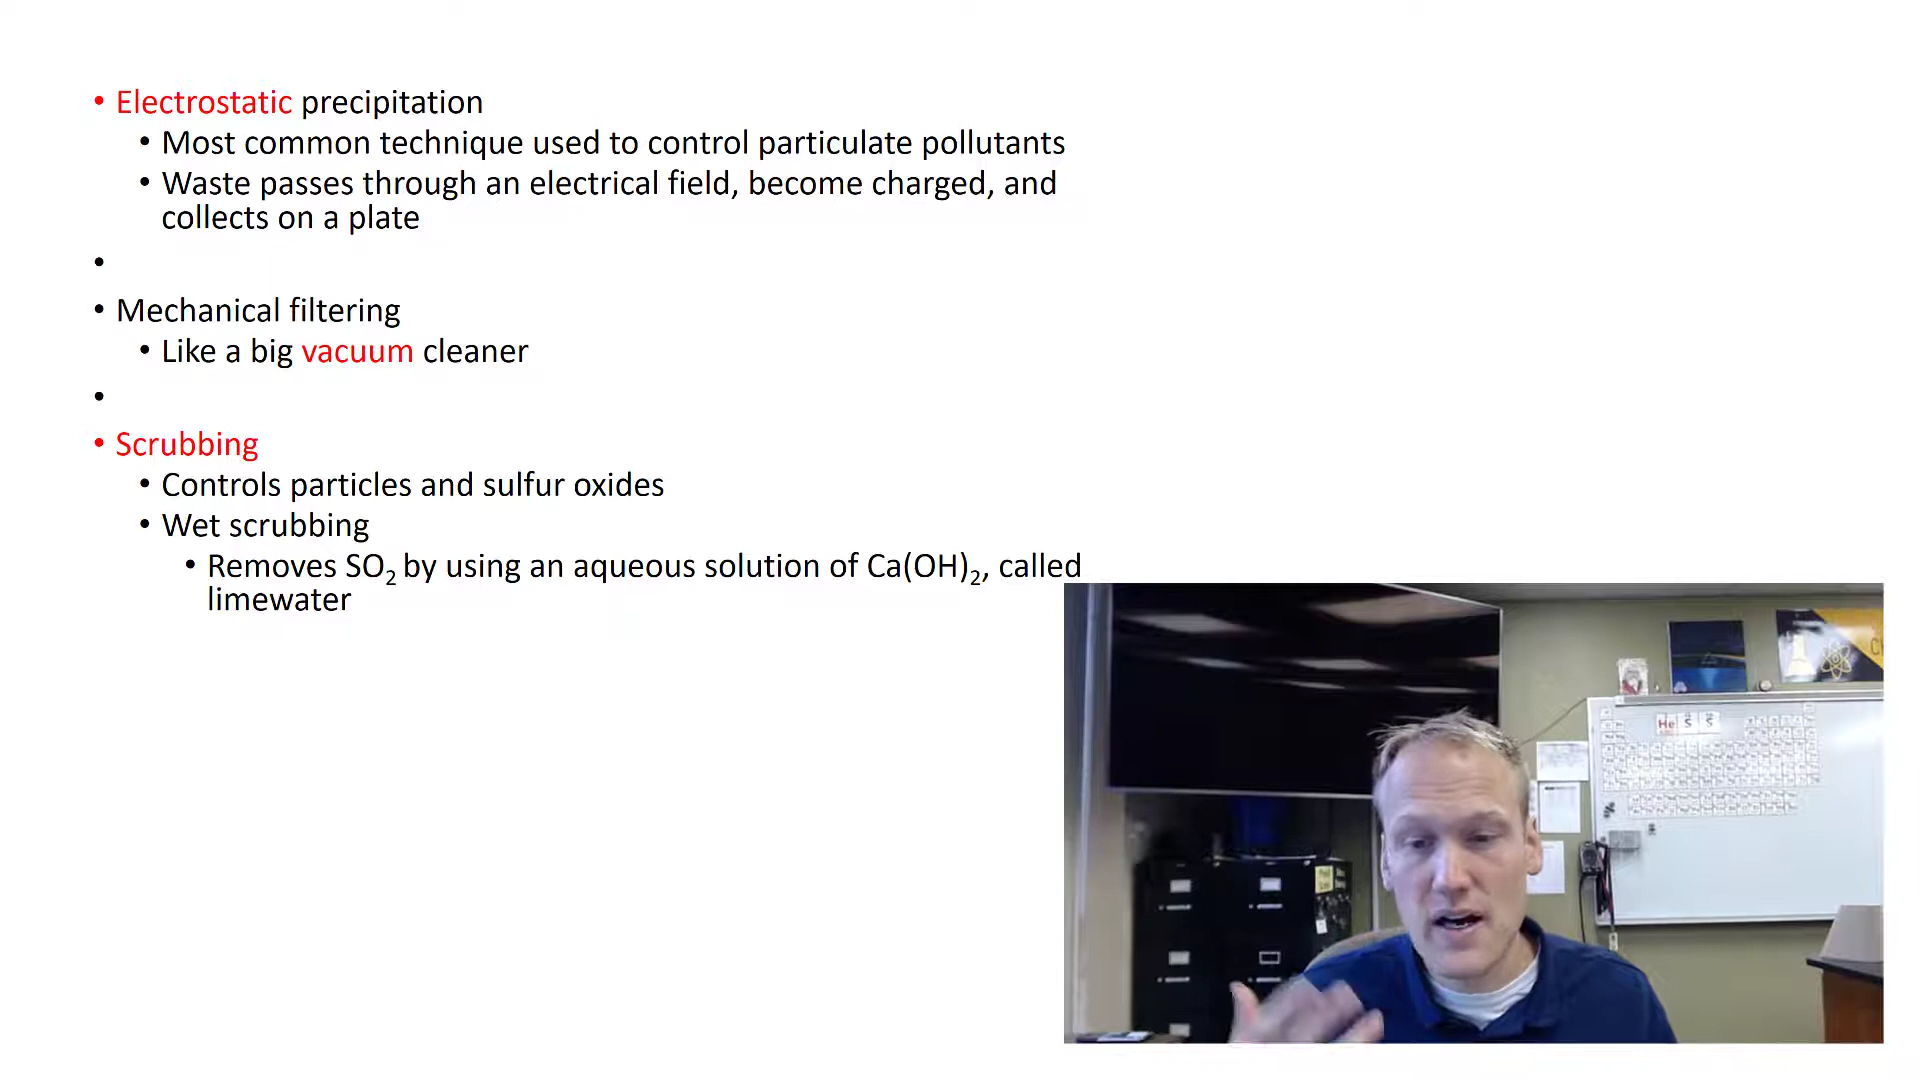 • Electrostatic precipitation
• Most common technique used to control particulate pollutants
• Waste passes through an electrical field, become charged, and
collects on a plate
•
• Mechanical filtering
• Like a big vacuum cleaner
•
• Scrubbing
• Controls particles and sulfur oxides
• Wet scrubbing
• Removes SO₂ by using an aqueous solution of Ca(OH)₂, called
limewater
He S S